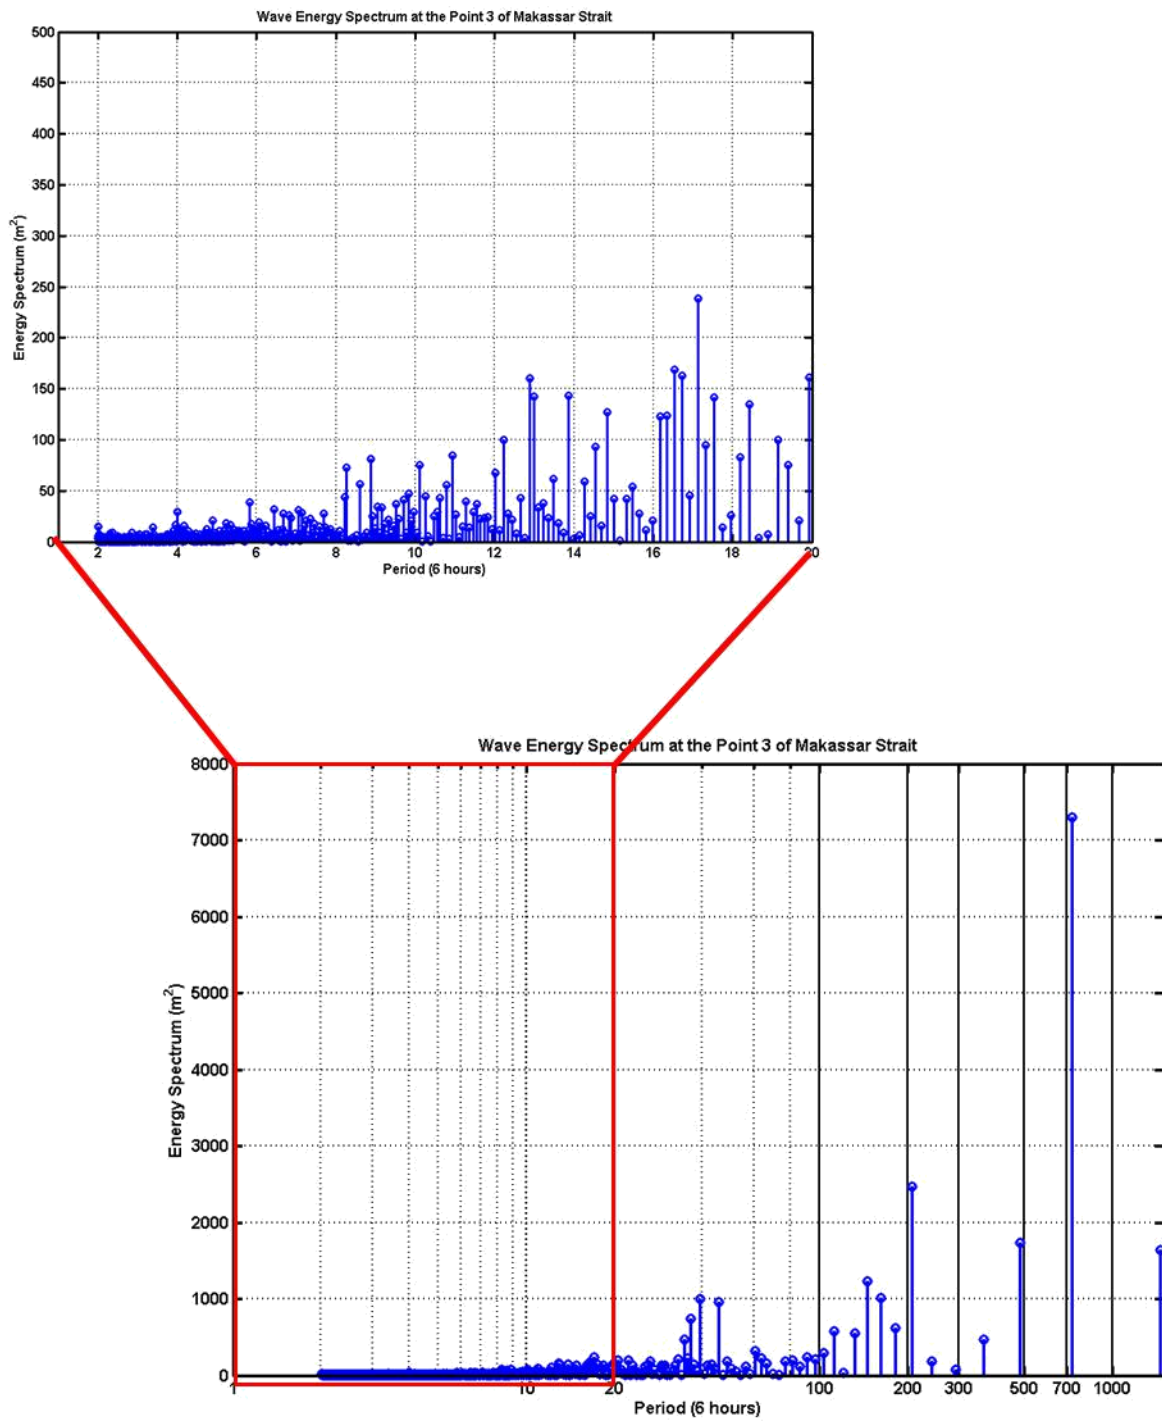 Wave Energy Spectrum at the Point 3 of Makassar Strait
500
450
400
350
300
250
200
150
100
50
0
Energy Spectrum (m²)
2 4 6 8 10 12 14 16 18 20
Period (6 hours)
Wave Energy Spectrum at the Point 3 of Makassar Strait
8000
7000
6000
5000
4000
3000
2000
1000
0
Energy Spectrum (m²)
1 10 20 100 200 300 500 700 1000
Period (6 hours)